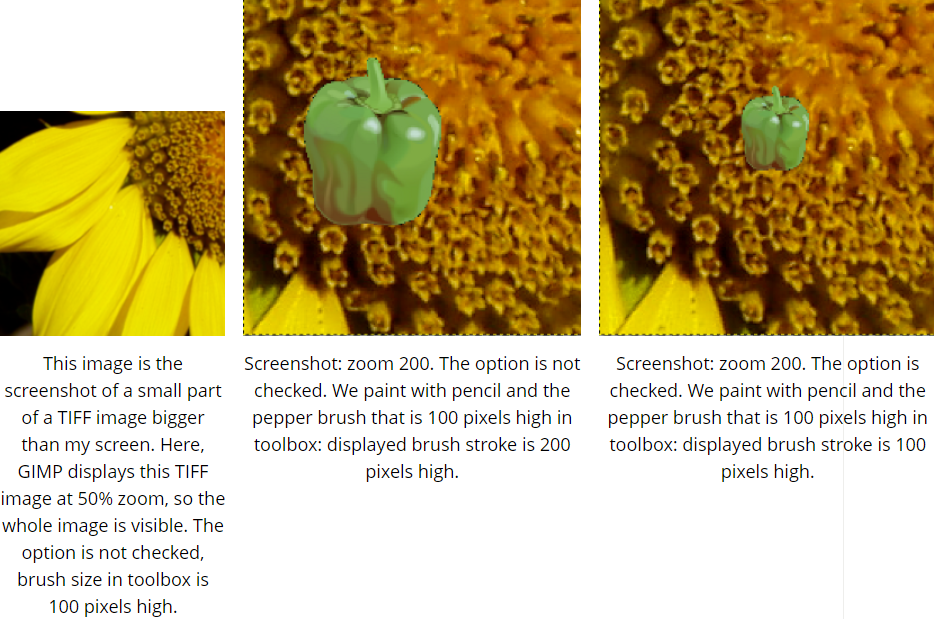 This image is the
screenshot of a small part
of a TIFF image bigger
than my screen. Here,
GIMP displays this TIFF
image at 50% zoom, so the
whole image is visible. The
option is not checked,
brush size in toolbox is
100 pixels high.
Screenshot: zoom 200. The option is not
checked. We paint with pencil and the
pepper brush that is 100 pixels high in
toolbox: displayed brush stroke is 200
pixels high.
Screenshot: zoom 200. The option is
checked. We paint with pencil and the
pepper brush that is 100 pixels high in
toolbox: displayed brush stroke is 100
pixels high.